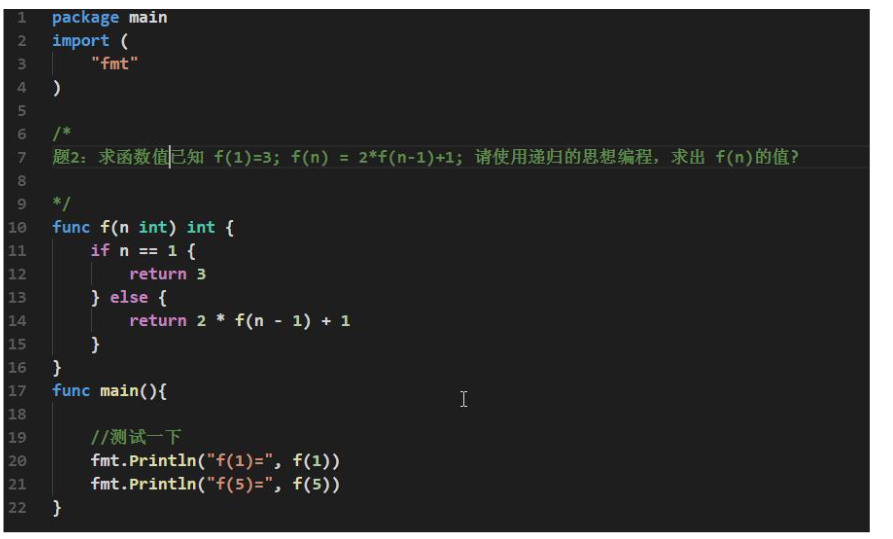 1 package main
2 import (
3 "fmt"
4 )
5
6 /*
7 题2：求函数值已知 f(1)=3; f(n) = 2*f(n-1)+1; 请使用递归的思想编程，求出 f(n)的值?
8
9 */
10 func f(n int) int {
11 if n == 1 {
12 return 3
13 } else {
14 return 2 * f(n - 1) + 1
15 }
16 }
17 func main(){
18
19 //测试一下
20 fmt.Println("f(1)=", f(1))
21 fmt.Println("f(5)=", f(5))
22 }